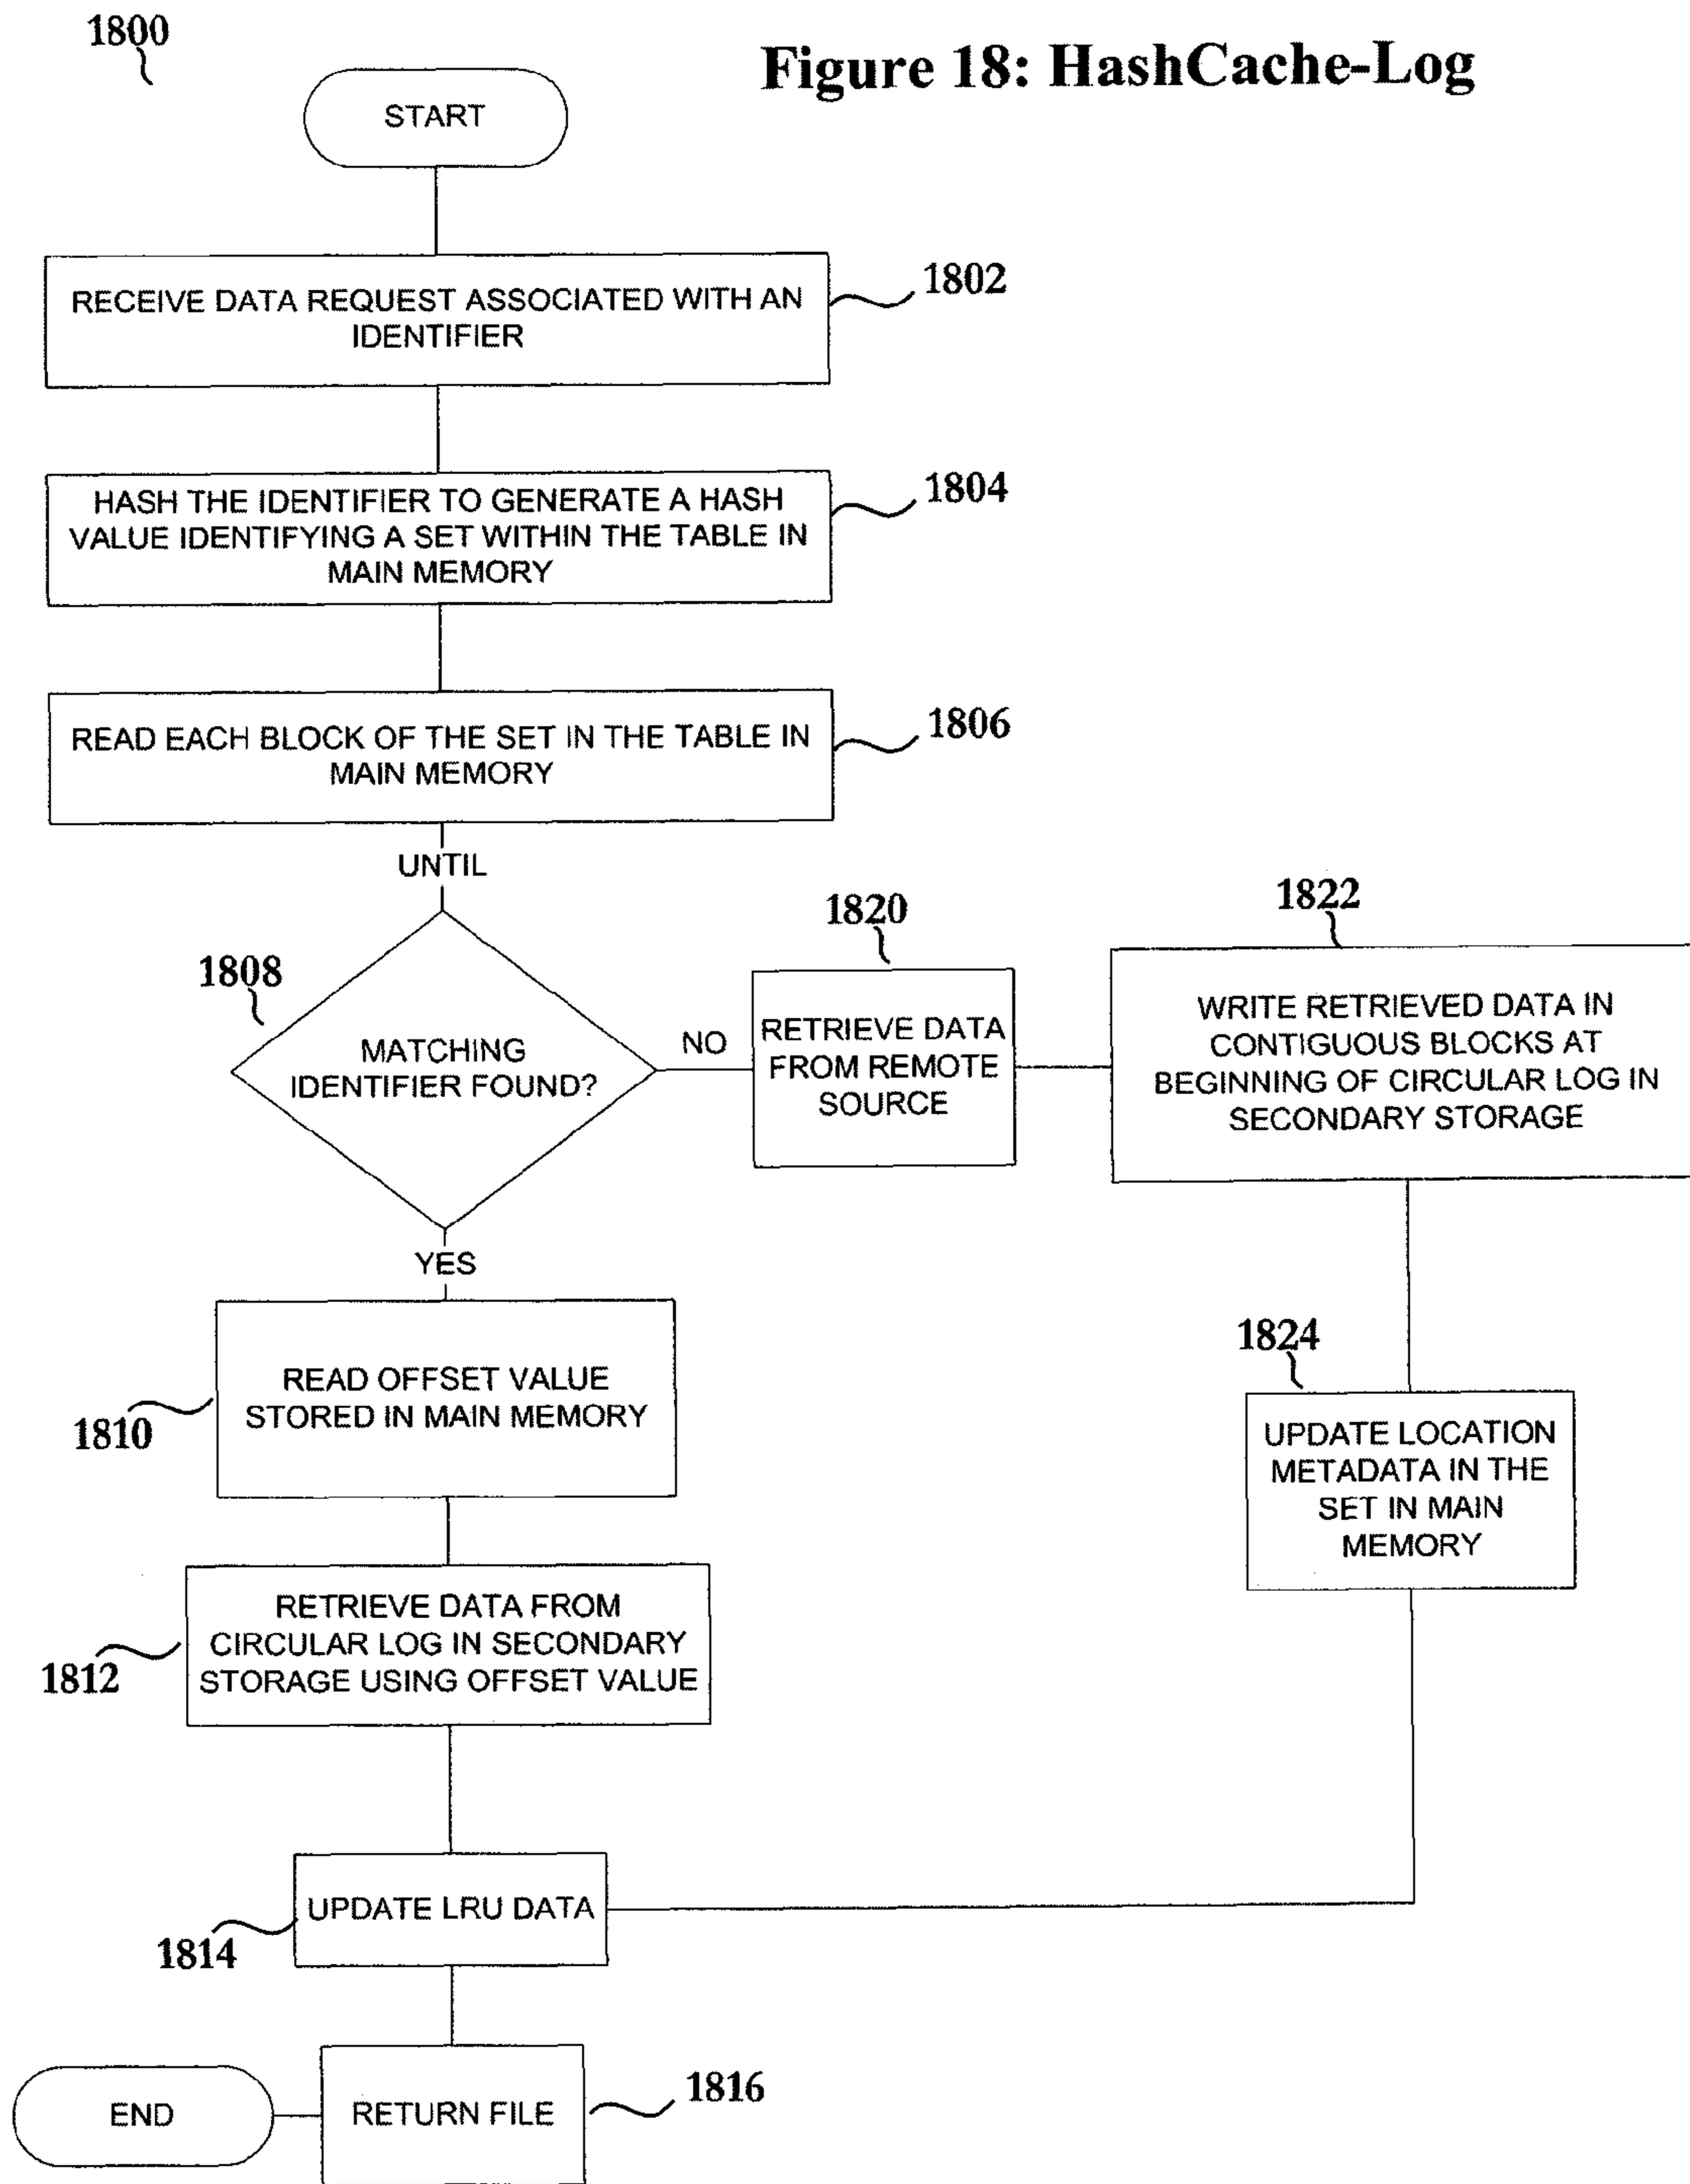 1800
Figure 18: HashCache-Log
START
RECEIVE DATA REQUEST ASSOCIATED WITH AN
IDENTIFIER
1802
HASH THE IDENTIFIER TO GENERATE A HASH
VALUE IDENTIFYING A SET WITHIN THE TABLE IN
MAIN MEMORY
1804
READ EACH BLOCK OF THE SET IN THE TABLE IN
MAIN MEMORY
1806
UNTIL
1808
MATCHING
IDENTIFIER FOUND?
NO
1820
RETRIEVE DATA
FROM REMOTE
SOURCE
1822
WRITE RETRIEVED DATA IN
CONTIGUOUS BLOCKS AT
BEGINNING OF CIRCULAR LOG IN
SECONDARY STORAGE
YES
READ OFFSET VALUE
STORED IN MAIN MEMORY
1810
1824
UPDATE LOCATION
METADATA IN THE
SET IN MAIN
MEMORY
RETRIEVE DATA FROM
CIRCULAR LOG IN SECONDARY
STORAGE USING OFFSET VALUE
1812
UPDATE LRU DATA
1814
END
RETURN FILE
1816